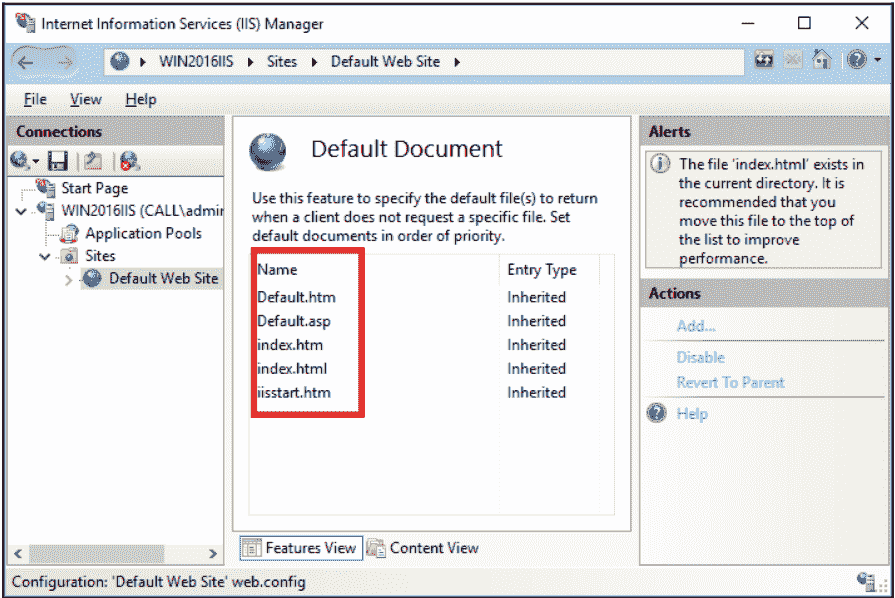 Internet Information Services (IIS) Manager
WIN2016IIS
Sites
Default Web Site
File View Help
Connections
Start Page
WIN2016IIS (CALL\admir
Application Pools
Sites
Default Web Site
Default Document
Use this feature to specify the default file(s) to return
when a client does not request a specific file. Set
default documents in order of priority.
Name Entry Type
Default.htm Inherited
Default.asp Inherited
index.htm Inherited
index.html Inherited
iisstart.htm Inherited
Features View Content View
Alerts
The file 'index.html' exists in
the current directory. It is
recommended that you
move this file to the top of
the list to improve
performance.
Actions
Add...
Disable
Revert To Parent
Help
Configuration: 'Default Web Site' web.config